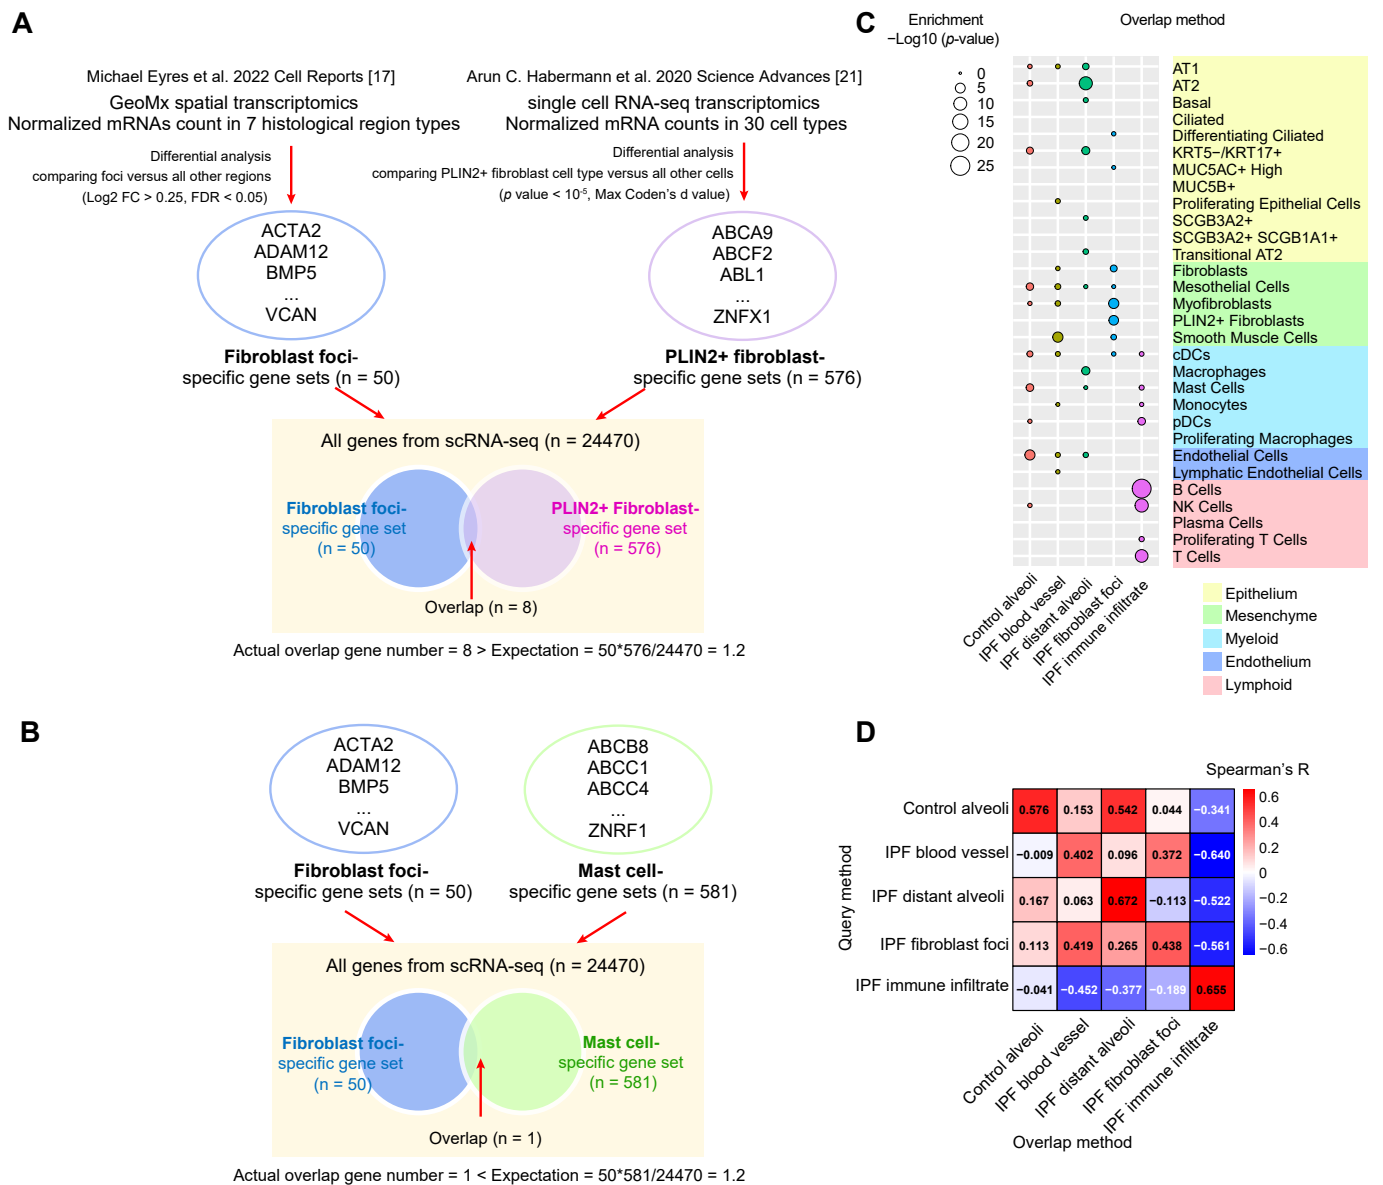 A
Michael Eyres et al. 2022 Cell Reports [17]
GeoMx spatial transcriptomics
Normalized mRNAs count in 7 histological region types
Differential analysis
comparing foci versus all other regions
(Log2 FC > 0.25, FDR < 0.05)
ACTA2
ADAM12
BMP5
...
VCAN
Fibroblast foci-
specific gene sets (n = 50)
Arun C. Habermann et al. 2020 Science Advances [21]
single cell RNA-seq transcriptomics
Normalized mRNA counts in 30 cell types
Differential analysis
comparing PLIN2+ fibroblast cell type versus all other cells
(p value < 10-5, Max Coden's d value)
ABCA9
ABCF2
ABL1
...
ZNFX1
PLIN2+ fibroblast-
specific gene sets (n = 576)
All genes from scRNA-seq (n = 24470)
Fibroblast foci-
specific gene set
(n = 50)
PLIN2+ Fibroblast-
specific gene set
(n = 576)
Overlap (n = 8)
Actual overlap gene number = 8 > Expectation = 50*576/24470 = 1.2
B
ACTA2
ADAM12
BMP5
...
VCAN
Fibroblast foci-
specific gene sets (n = 50)
ABCB8
ABCC1
ABCC4
...
ZNRF1
Mast cell-
specific gene sets (n = 581)
All genes from scRNA-seq (n = 24470)
Fibroblast foci-
specific gene set
(n = 50)
Mast cell-
specific gene set
(n = 581)
Overlap (n = 1)
Actual overlap gene number = 1 < Expectation = 50*581/24470 = 1.2
C
Enrichment
−Log10 (p-value)
0
5
10
15
20
25
Overlap method
AT1
AT2
Basal
Ciliated
Differentiating Ciliated
KRT5−/KRT17+
MUC5AC+ High
MUC5B+
Proliferating Epithelial Cells
SCGB3A2+
SCGB3A2+ SCGB1A1+
Transitional AT2
Fibroblasts
Mesothelial Cells
Myofibroblasts
PLIN2+ Fibroblasts
Smooth Muscle Cells
cDCs
Macrophages
Mast Cells
Monocytes
pDCs
Proliferating Macrophages
Endothelial Cells
Lymphatic Endothelial Cells
B Cells
NK Cells
Plasma Cells
Proliferating T Cells
T Cells
Control alveoli
IPF blood vessel
IPF distant alveoli
IPF fibroblast foci
IPF immune infiltrate
Epithelium
Mesenchyme
Myeloid
Endothelium
Lymphoid
D
Spearman's R
0.6
0.4
0.2
0
−0.2
−0.4
−0.6
Query method
Control alveoli 0.576 0.153 0.542 0.044 −0.341
IPF blood vessel −0.009 0.402 0.096 0.372 −0.640
IPF distant alveoli 0.167 0.063 0.672 −0.113 −0.522
IPF fibroblast foci 0.113 0.419 0.265 0.438 −0.561
IPF immune infiltrate −0.041 −0.452 −0.377 −0.189 0.655
Control alveoli
IPF blood vessel
IPF distant alveoli
IPF fibroblast foci
IPF immune infiltrate
Overlap method